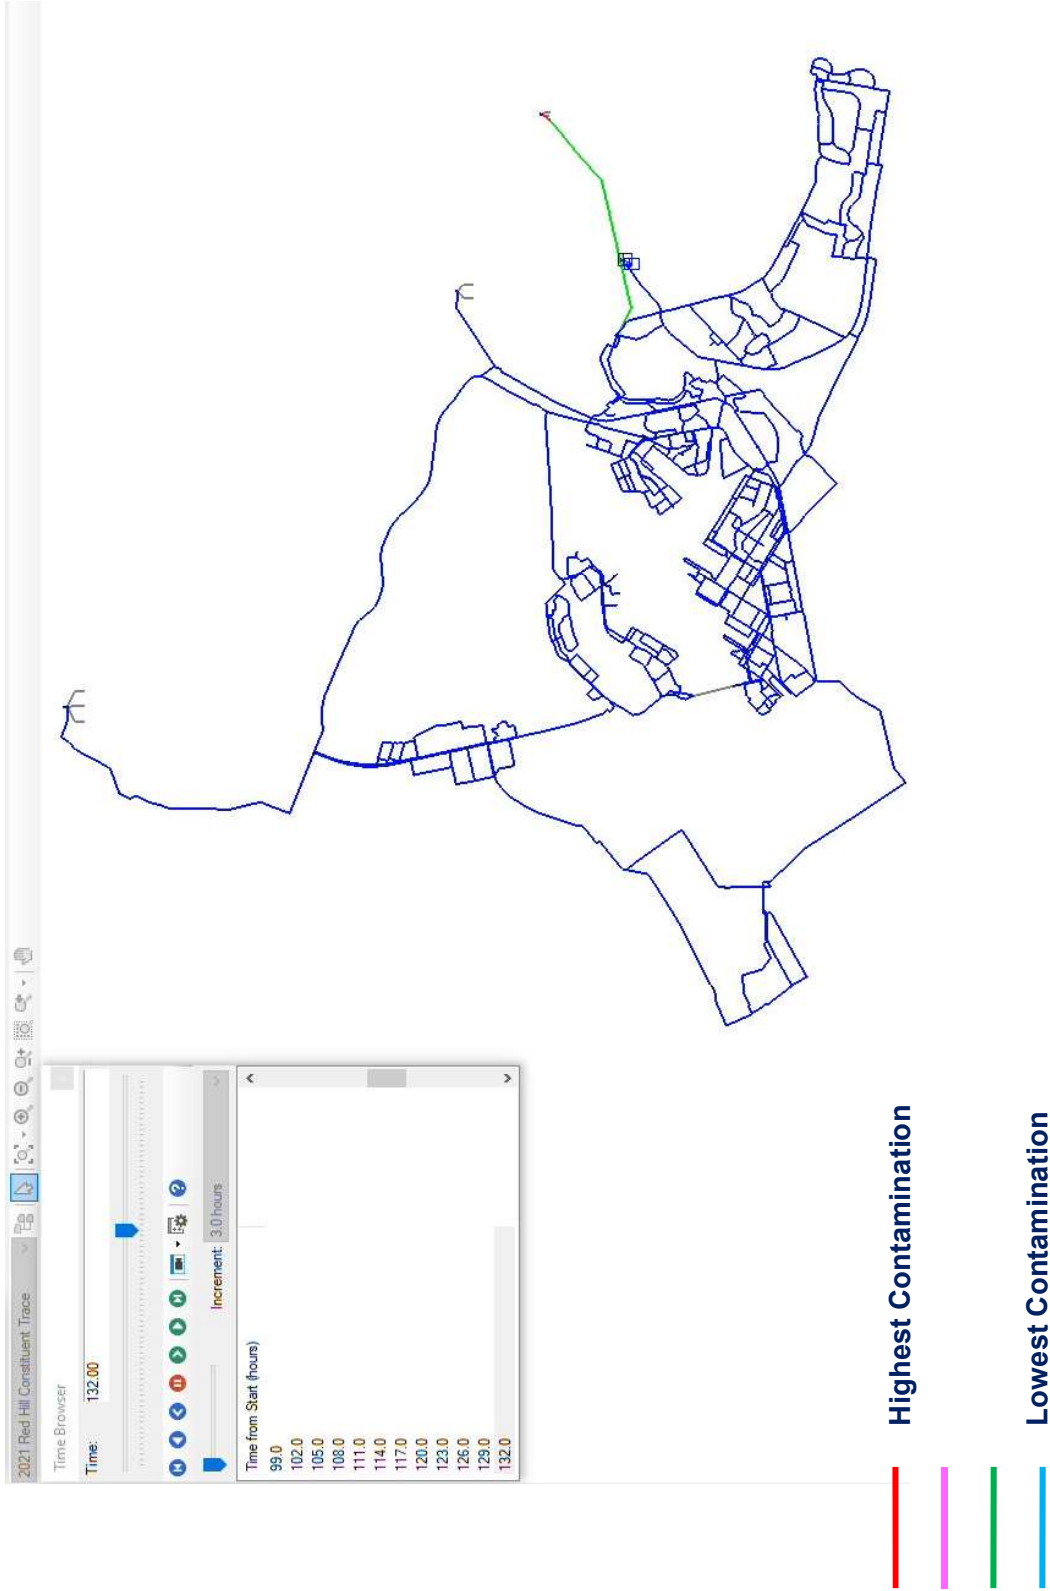 2021 Red Hill Constituent Trace
Time Browser
Time: 132.00
Increment: 3.0 hours
Time from Start (hours)
99.0
102.0
105.0
108.0
111.0
114.0
117.0
120.0
123.0
126.0
129.0
132.0
Highest Contamination
Lowest Contamination